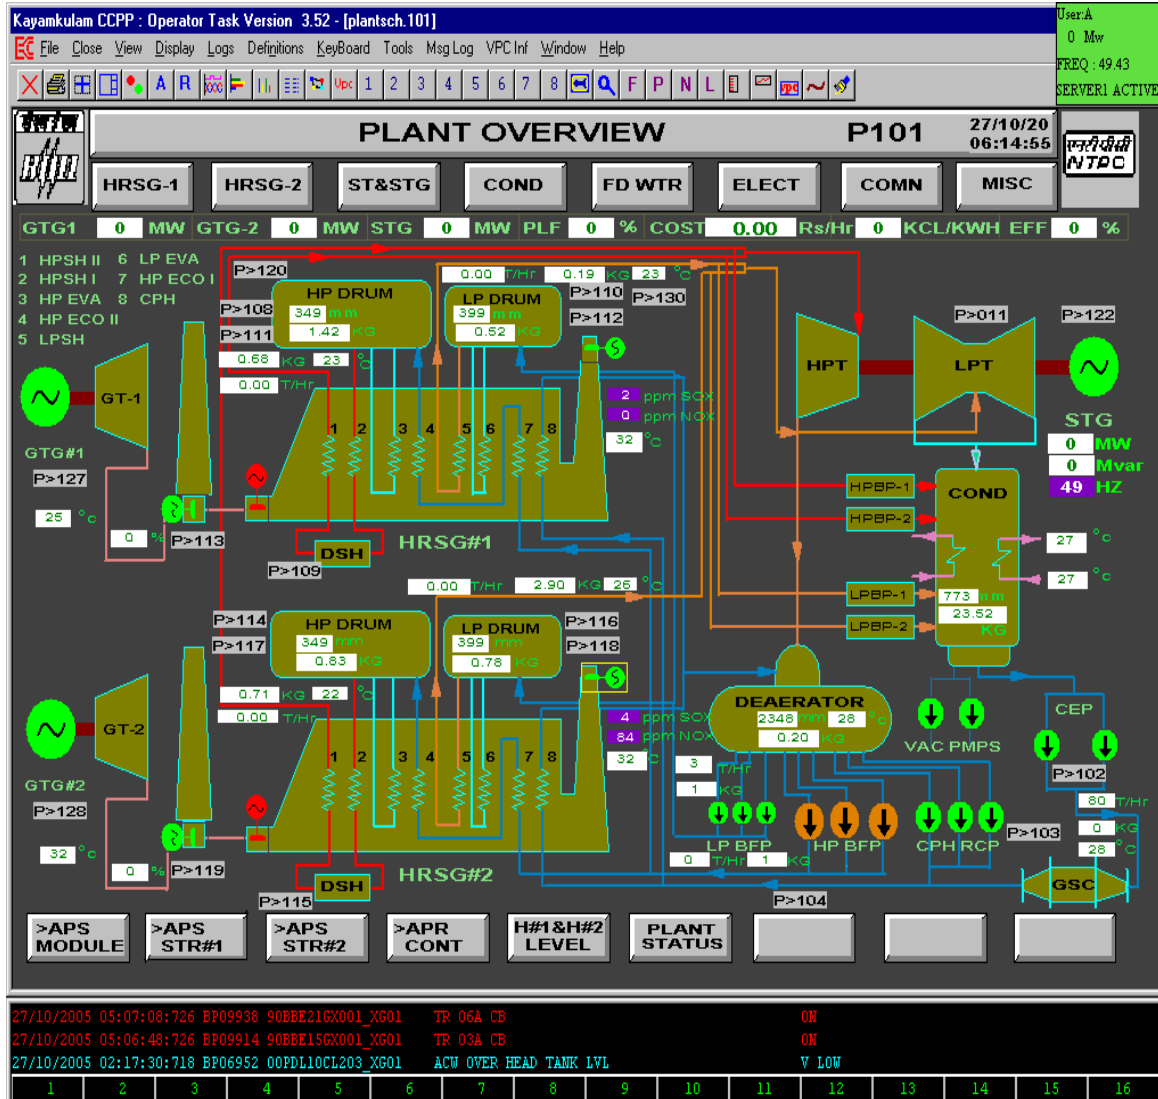 Kayamkulam CCPP : Operator Task Version 3.52 - [plantsch.101]
User:A
0 Mw
FREQ : 49.43
SERVER1 ACTIVE
File Close View Display Logs Definitions KeyBoard Tools Msg Log VPC Inf Window Help
A R Vpc 1 2 3 4 5 6 7 8 F P N L vpc
PLANT OVERVIEW P101 27/10/20
06:14:55
एनटीपीसी
NTPC
HRSG-1 HRSG-2 ST&STG COND FD WTR ELECT COMN MISC
GTG1 0 MW GTG-2 0 MW STG 0 MW PLF 0 % COST 0.00 Rs/Hr 0 KCL/KWH EFF 0 %
1 HPSH II 6 LP EVA
2 HPSH I 7 HP ECO I
3 HP EVA 8 CPH
4 HP ECO II
5 LPSH
P>120
0.00 T/Hr 0.19 KG 23 °C
P>110 P>130
P>108
HP DRUM
349 mm
1.42 KG
LP DRUM
399 mm
0.52 KG
P>112
P>111
0.68 KG 23 °C
0.00 T/Hr
S
GT-1
GTG#1
P>127
25 °C
0 %
P>113
1 2 3 4 5 6 7 8
2 ppm SOX
0 ppm NOX
32 °C
DSH
P>109
HRSG#1
HPT
P>011
LPT
P>122
STG
0 MW
0 Mvar
49 HZ
HPBP-1
HPBP-2
LPBP-1
LPBP-2
COND
27 °C
27 °C
773 mm
23.52
KG
0.00 T/Hr 2.90 KG 26 °C
P>114
HP DRUM
349 mm
0.83 KG
LP DRUM
399 mm
0.78 KG
P>116
P>118
P>117
0.71 KG 22 °C
0.00 T/Hr
S
GT-2
GTG#2
P>128
32 °C
0 %
P>119
1 2 3 4 5 6 7 8
4 ppm SOX
84 ppm NOX
32 °C
DSH
P>115
HRSG#2
DEAERATOR
2348 mm 28 °C
0.20 KG
VAC PMPS
CEP
P>102
3 T/Hr
1 KG
LP BFP HP BFP CPH RCP
0 T/Hr 1 KG
P>103
80 T/Hr
0 KG
28 °C
GSC
P>104
>APS
MODULE
>APS
STR#1
>APS
STR#2
>APR
CONT
H#1&H#2
LEVEL
PLANT
STATUS
27/10/2005 05:07:08:726 BP09938 90BBE21GX001_XG01 TR 06A CB ON
27/10/2005 05:06:48:726 BP09914 90BBE15GX001_XG01 TR 03A CB ON
27/10/2005 02:17:30:718 BP06952 00PDL10CL203_XG01 ACW OVER HEAD TANK LVL V LOW
1 2 3 4 5 6 7 8 9 10 11 12 13 14 15 16